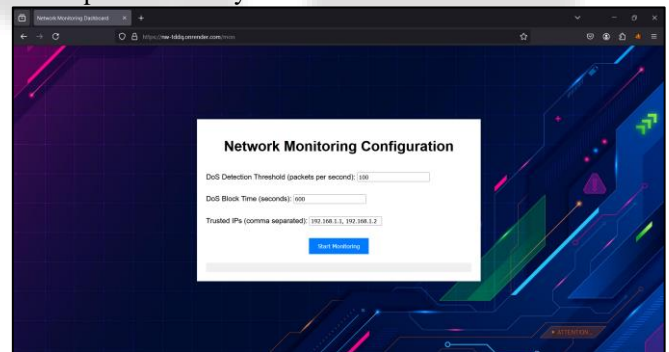 Network Monitoring Dashboard
Network Monitoring Configuration
DoS Detection Threshold (packets per second): 100
DoS Block Time (seconds): 600
Trusted IPs (comma separated): 192.168.1.1, 192.168.1.2
Start Monitoring
ATTENTION...